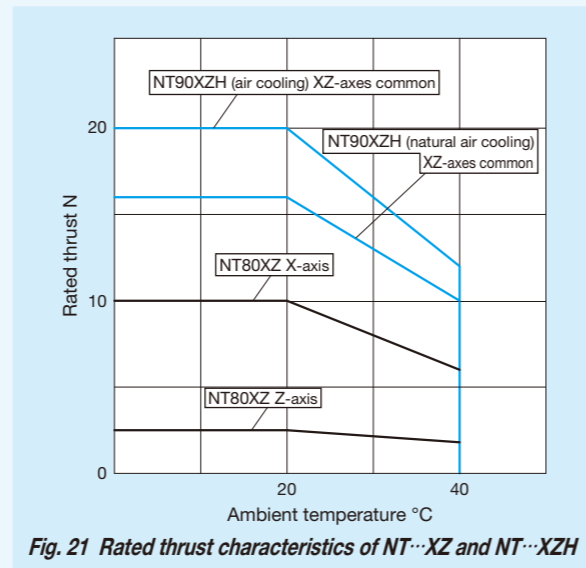 NT90XZH (air cooling) XZ-axes common
20
NT90XZH (natural air cooling)
XZ-axes common
Rated thrust N
NT80XZ X-axis
10
NT80XZ Z-axis
0
20
40
Ambient temperature °C
Fig. 21 Rated thrust characteristics of NT···XZ and NT···XZH